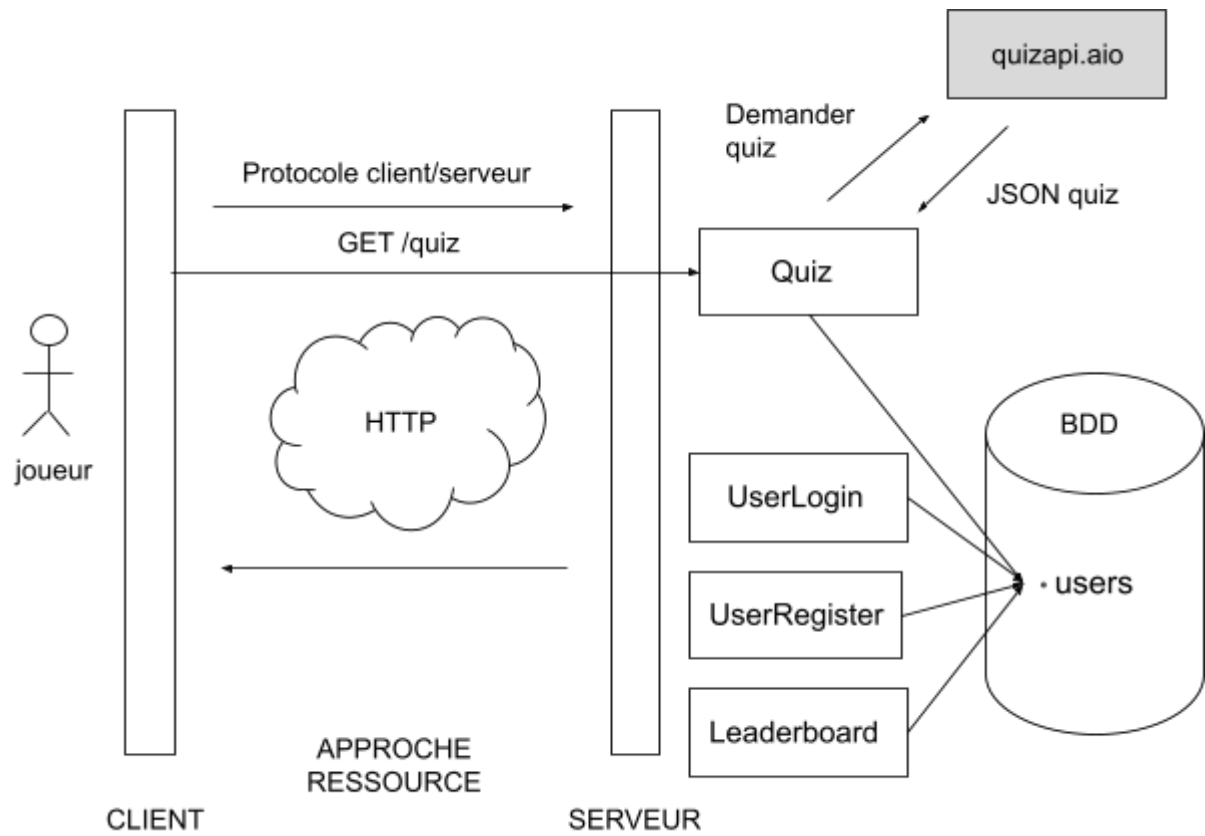 quizapi.aio
Demander
quiz
Protocole client/serveur
JSON quiz
GET /quiz
Quiz
HTTP
BDD
joueur
UserLogin
users
UserRegister
Leaderboard
APPROCHE
RESSOURCE
CLIENT
SERVEUR